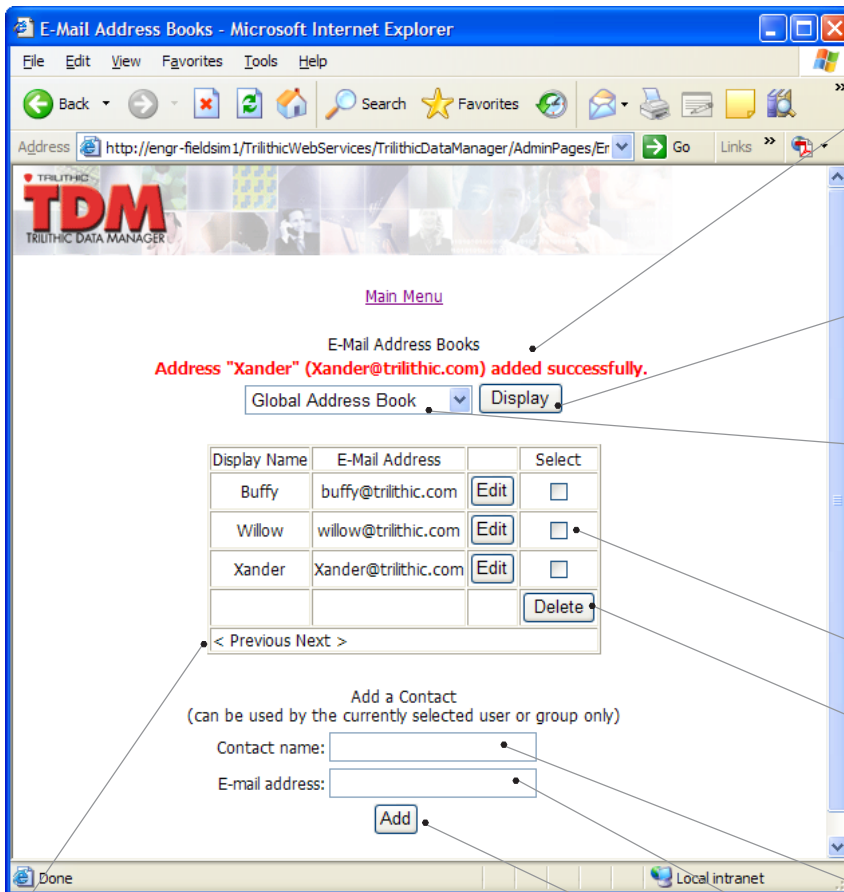 E-Mail Address Books - Microsoft Internet Explorer
File Edit View Favorites Tools Help
Back Search Favorites
Address http://engr-fieldsim1/TrilithicWebServices/TrilithicDataManager/AdminPages/Er Go Links
TRILITHIC
TDM
TRILITHIC DATA MANAGER
Main Menu
E-Mail Address Books
Address "Xander" (Xander@trilithic.com) added successfully.
Global Address Book Display
Display Name E-Mail Address Select
Buffy buffy@trilithic.com Edit
Willow willow@trilithic.com Edit
Xander Xander@trilithic.com Edit
Delete
< Previous Next >
Add a Contact
(can be used by the currently selected user or group only)
Contact name:
E-mail address:
Add
Done Local intranet